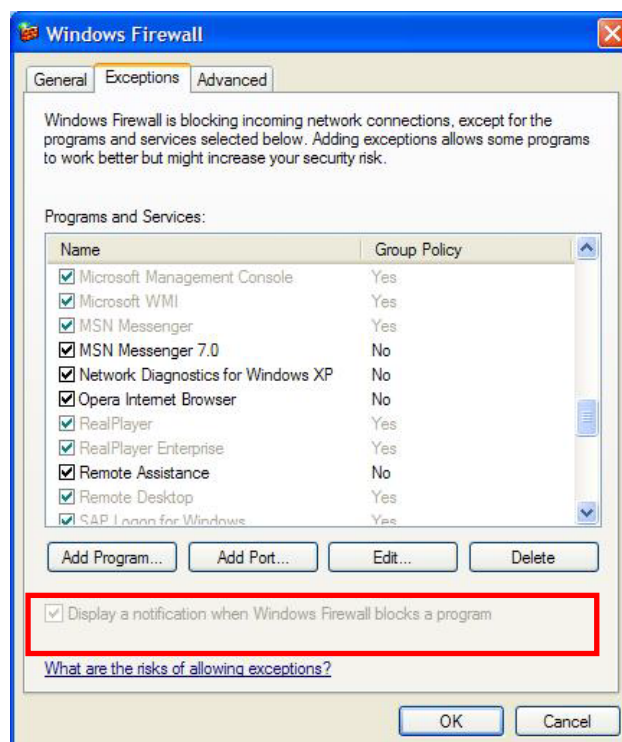 Windows Firewall
General Exceptions Advanced
Windows Firewall is blocking incoming network connections, except for the
programs and services selected below. Adding exceptions allows some programs
to work better but might increase your security risk.
Programs and Services:
Name Group Policy
Microsoft Management Console Yes
Microsoft WMI Yes
MSN Messenger Yes
MSN Messenger 7.0 No
Network Diagnostics for Windows XP No
Opera Internet Browser No
RealPlayer Yes
RealPlayer Enterprise Yes
Remote Assistance No
Remote Desktop Yes
SAP Logon for Windows Yes
Add Program... Add Port... Edit... Delete
Display a notification when Windows Firewall blocks a program
What are the risks of allowing exceptions?
OK Cancel